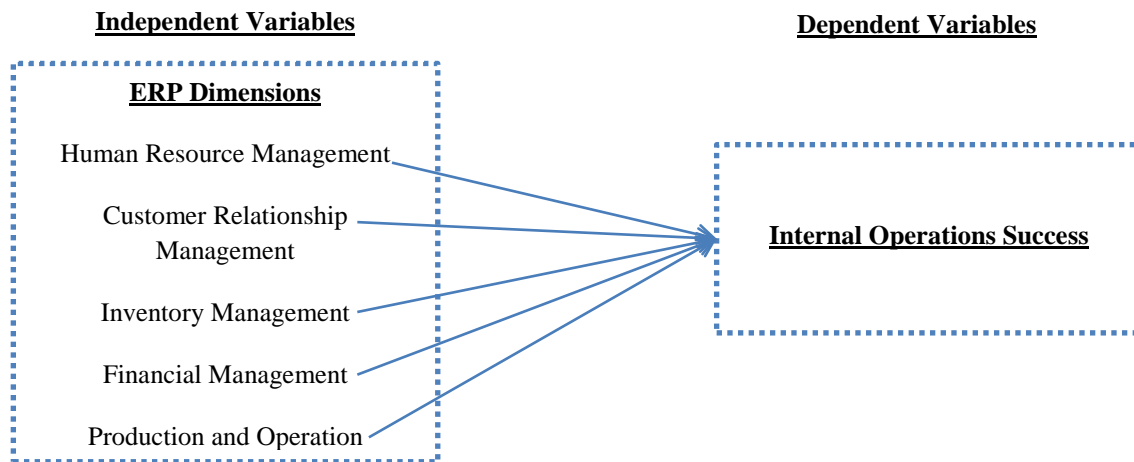 Independent Variables
Dependent Variables
ERP Dimensions
Human Resource Management
Customer Relationship
Management
Internal Operations Success
Inventory Management
Financial Management
Production and Operation